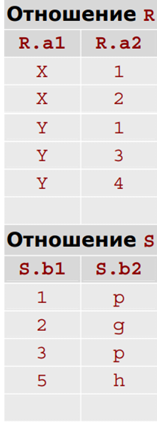 Отношение R
R.a1 R.a2
X 1
X 2
Y 1
Y 3
Y 4
Отношение S
S.b1 S.b2
1 p
2 g
3 p
5 h